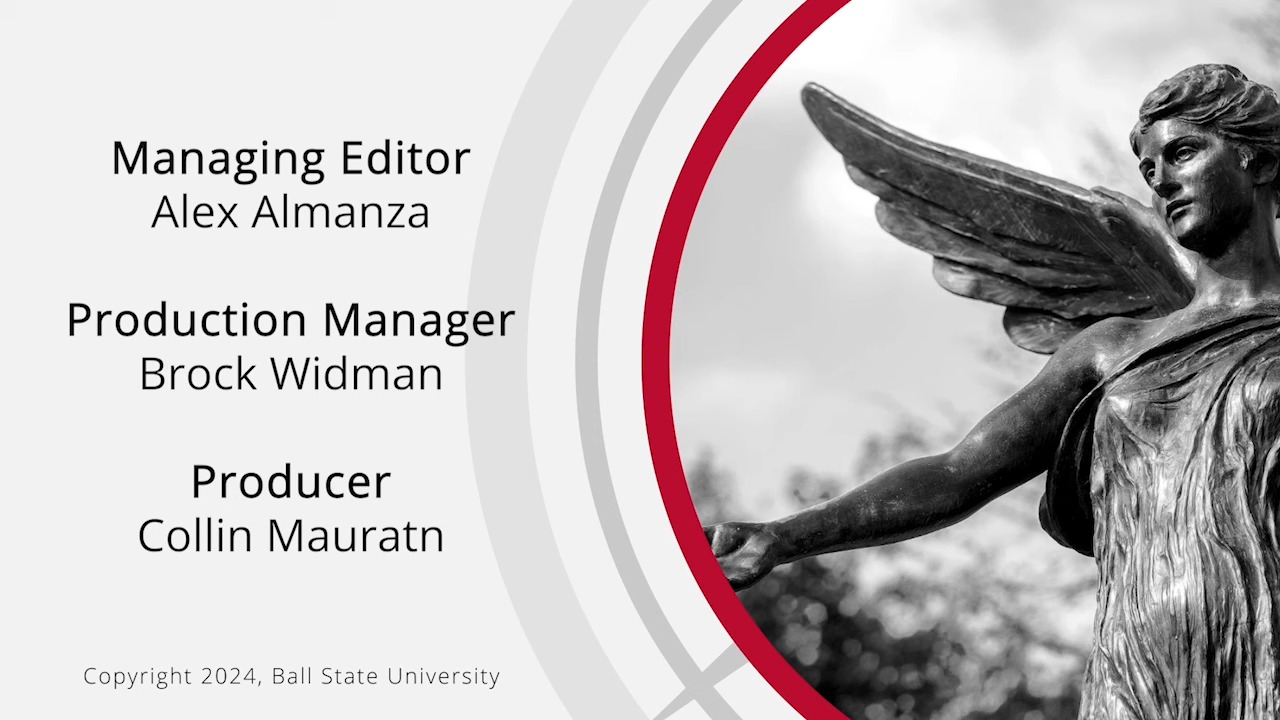 Managing Editor
Alex Almanza
Production Manager
Brock Widman
Producer
Collin Mauratn
Copyright 2024, Ball State University